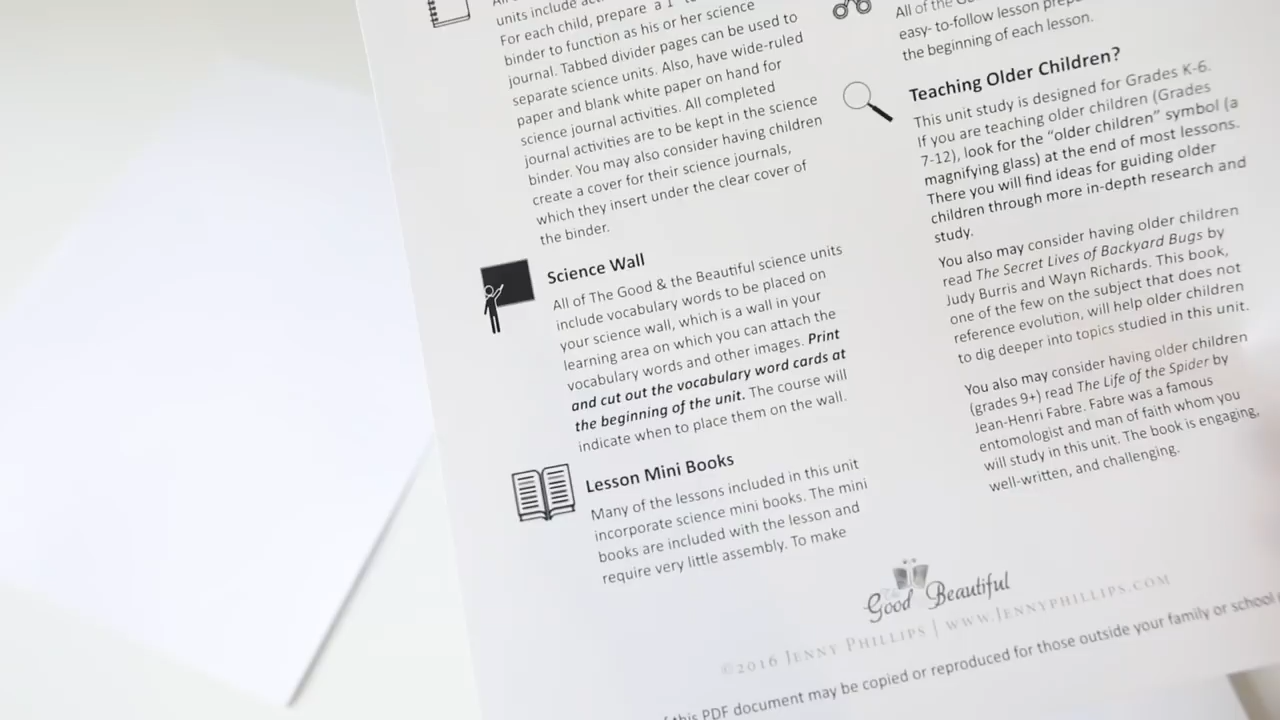 units include
For each child, prepare a 1"
binder to function as his or her science
journal. Tabbed divider pages can be used to
separate science units. Also, have wide-ruled
paper and blank white paper on hand for
science journal activities. All completed
journal activities are to be kept in the science
binder. You may also consider having children
create a cover for their science journals,
which they insert under the clear cover of
the binder.
Science Wall
All of The Good & the Beautiful science units
include vocabulary words to be placed on
your science wall, which is a wall in your
learning area on which you can attach the
vocabulary words and other images. Print
and cut out the vocabulary word cards at
the beginning of the unit. The course will
indicate when to place them on the wall.
Lesson Mini Books
Many of the lessons included in this unit
incorporate science mini books. The mini
books are included with the lesson and
require very little assembly. To make
All of the
easy- to-follow lesson
the beginning of each lesson.
Teaching Older Children?
This unit study is designed for Grades K-6.
If you are teaching older children (Grades
7-12), look for the "older children" symbol (a
magnifying glass) at the end of most lessons.
There you will find ideas for guiding older
children through more in-depth research and
study.
You also may consider having older children
read The Secret Lives of Backyard Bugs by
Judy Burris and Wayn Richards. This book,
one of the few on the subject that does not
reference evolution, will help older children
to dig deeper into topics studied in this unit.
You also may consider having older children
(grades 9+) read The Life of the Spider by
Jean-Henri Fabre. Fabre was a famous
entomologist and man of faith whom you
will study in this unit. The book is engaging,
well-written, and challenging.
Good Beautiful
©2016 Jenny Phillips | www.JennyPhillips.com
this PDF document may be copied or reproduced for those outside your family or school